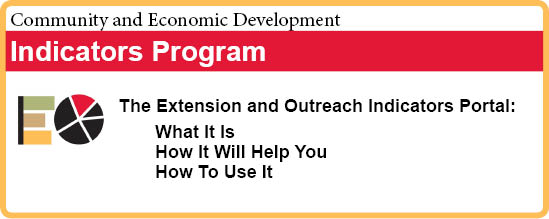 Community and Economic Development
Indicators Program
The Extension and Outreach Indicators Portal:
What It Is
How It Will Help You
How To Use It